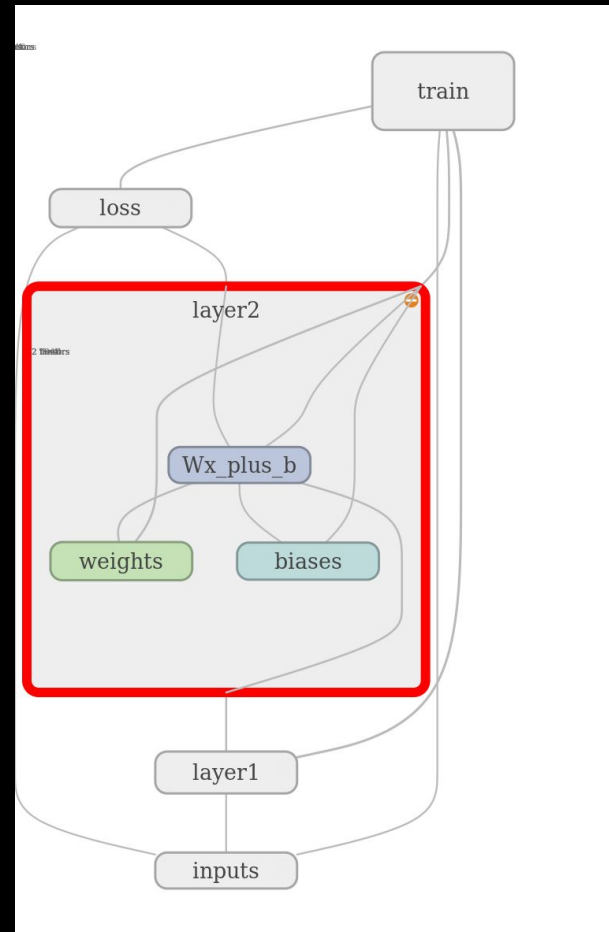 train
loss
layer2
Wx_plus_b
weights
biases
layer1
inputs